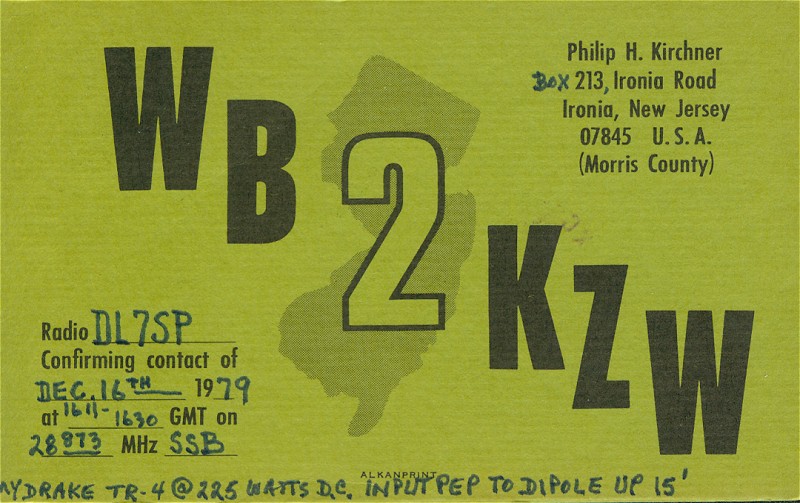 WB2KZW
Philip H. Kirchner
BOX 213, Ironia Road
Ironia, New Jersey
07845 U. S. A.
(Morris County)
Radio DL7SP
Confirming contact of
DEC. 16TH 1979
at 1611-1630 GMT on
28873 MHz SSB
ALKANPRINT
MY DRAKE TR-4 @ 225 WATTS D.C. INPUT PEP TO DIPOLE UP 15'